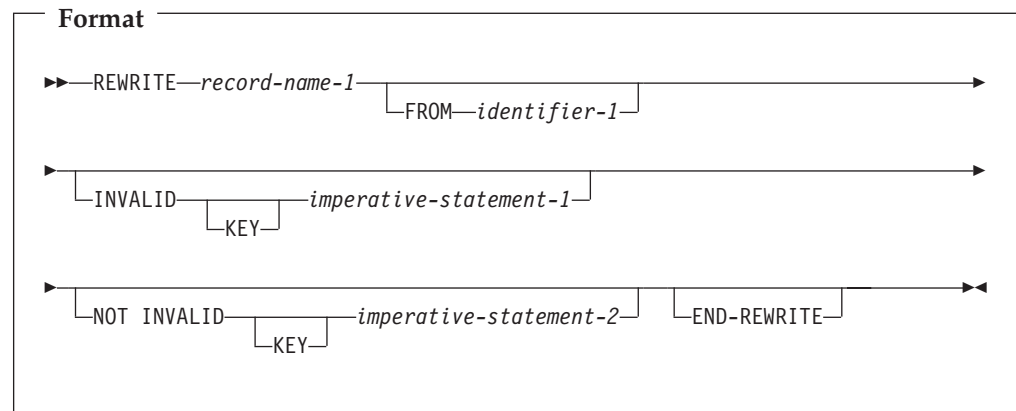 Format
REWRITE record-name-1
FROM identifier-1
INVALID imperative-statement-1
KEY
NOT INVALID imperative-statement-2 END-REWRITE
KEY